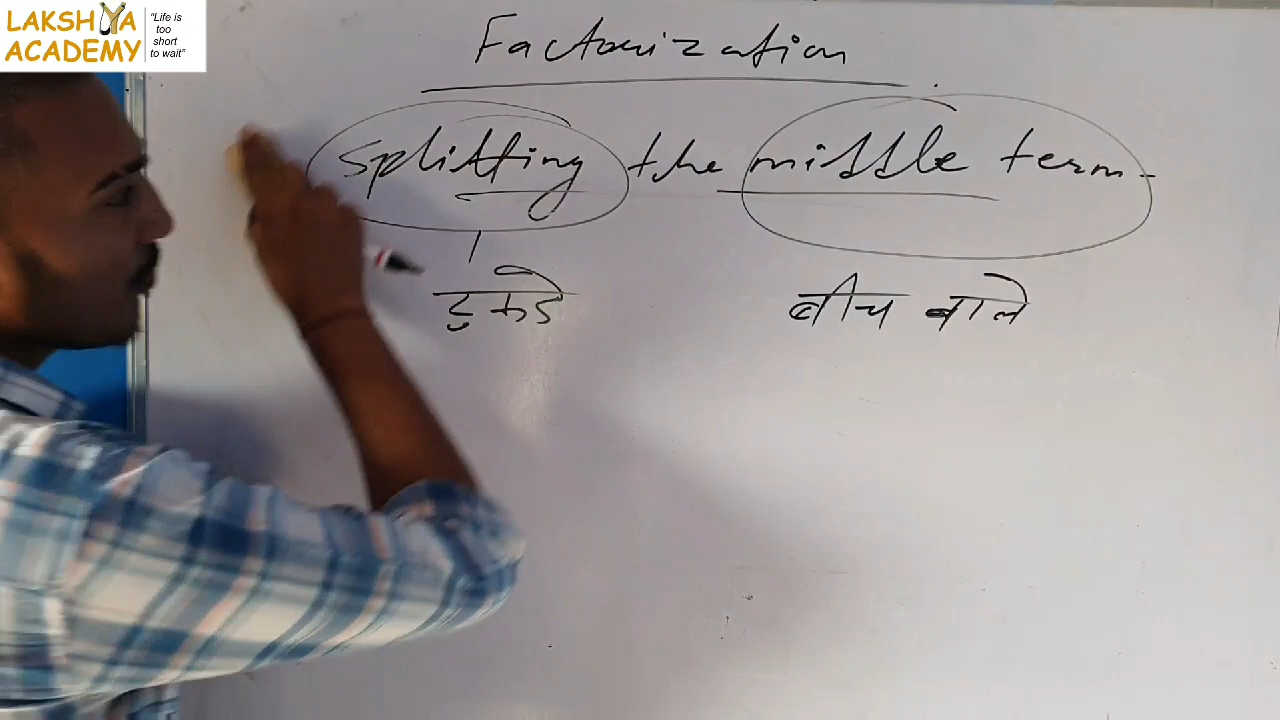 LAKSHYA
ACADEMY
"Life is
too
short
to wait"
Factorization
splitting the middle term.
टुकडे बीच वाले